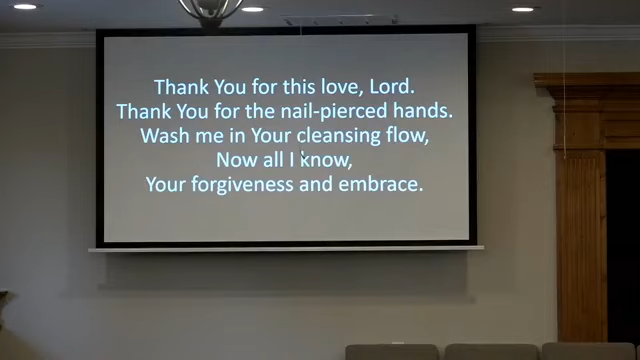 Thank You for this love, Lord.
Thank You for the nail-pierced hands.
Wash me in Your cleansing flow,
Now all I know,
Your forgiveness and embrace.